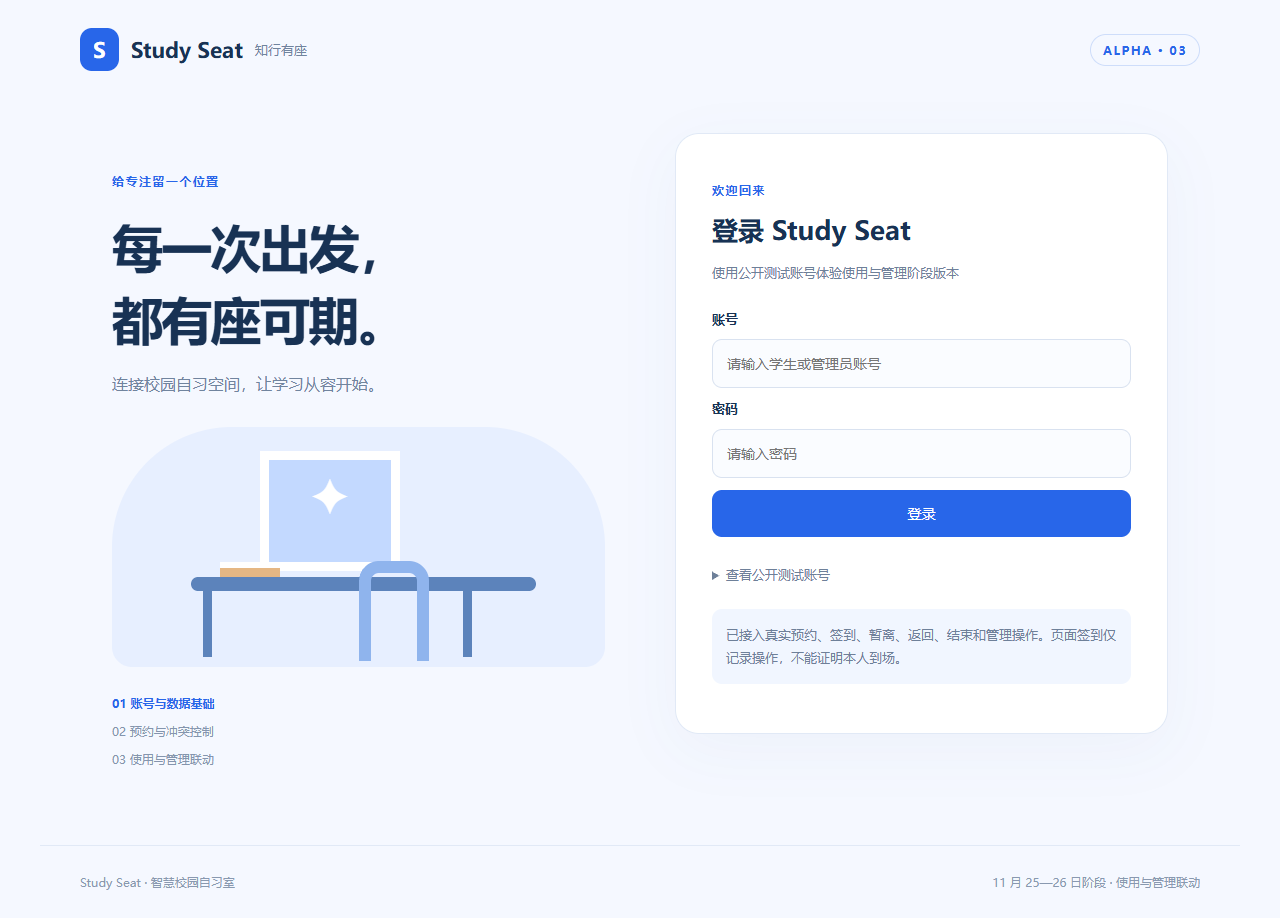 S Study Seat 知行有座
ALPHA • 03
给专注留一个位置
每一次出发，
都有座可期。
连接校园自习空间，让学习从容开始。
01 账号与数据基础
02 预约与冲突控制
03 使用与管理联动
欢迎回来
登录 Study Seat
使用公开测试账号体验使用与管理阶段版本
账号
请输入学生或管理员账号
密码
请输入密码
登录
查看公开测试账号
已接入真实预约、签到、暂离、返回、结束和管理操作。页面签到仅
记录操作，不能证明本人到场。
Study Seat · 智慧校园自习室
11 月 25—26 日阶段 · 使用与管理联动